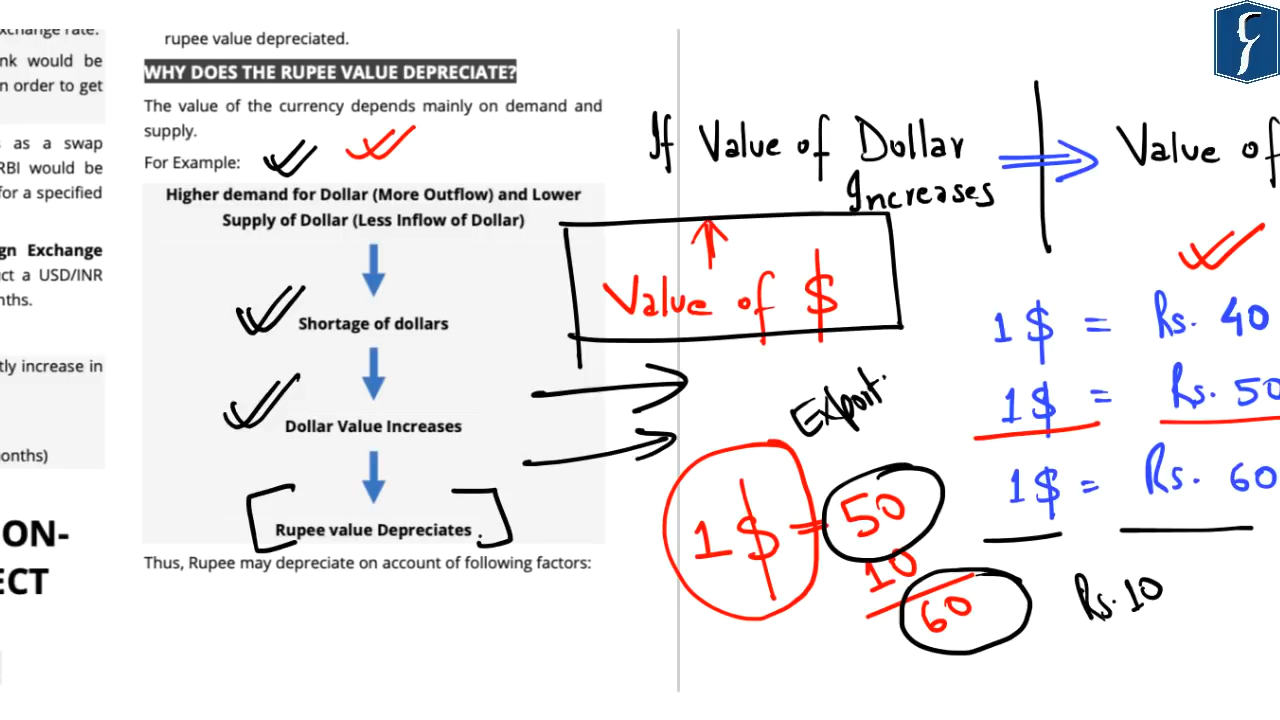 xchange rate.
nk would be
n order to get
s as a swap
RBI would be
for a specified
gn Exchange
uct a USD/INR
nths.
tly increase in
onths)
ON-
ECT
rupee value depreciated.
WHY DOES THE RUPEE VALUE DEPRECIATE?
The value of the currency depends mainly on demand and
supply.
For Example:
Higher demand for Dollar (More Outflow) and Lower
Supply of Dollar (Less Inflow of Dollar)
Shortage of dollars
Dollar Value Increases
Rupee value Depreciates .
Thus, Rupee may depreciate on account of following factors:
If Value of Dollar
Increases
Value of
Value of $
1$ = Rs. 40
1$ = Rs. 50
1$ = Rs. 60
Export.
1$ = 50
10
60
Rs. 10